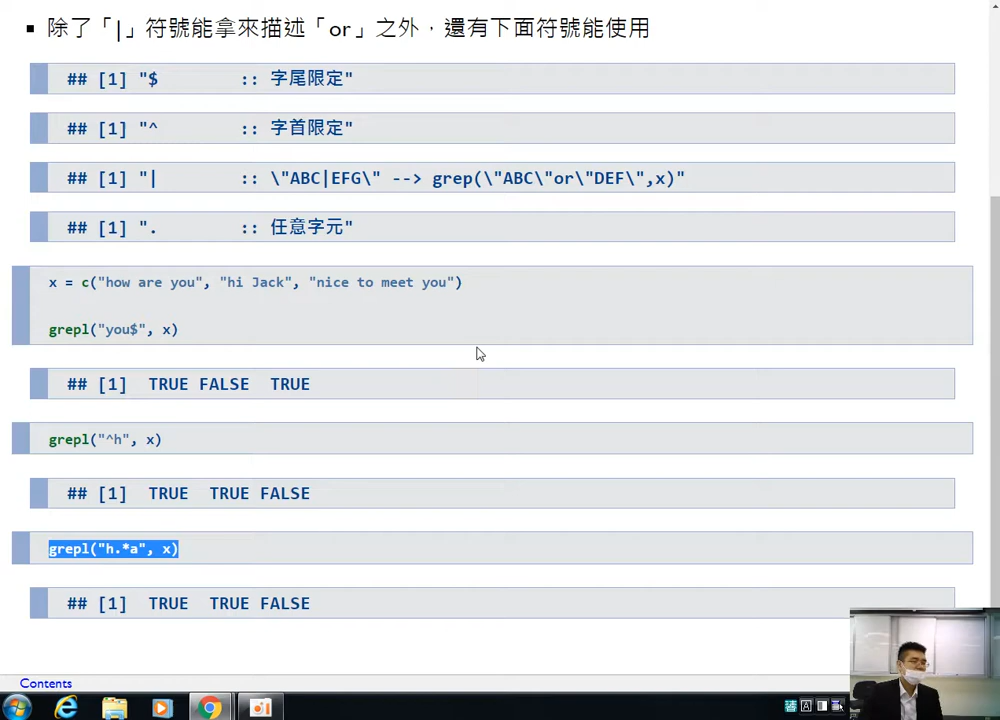 ▪ 除了「|」符號能拿來描述「or」之外，還有下面符號能使用
## [1] "$        :: 字尾限定"
## [1] "^        :: 字首限定"
## [1] "|        :: \"ABC|EFG\" --> grep(\"ABC\"or\"DEF\",x)"
## [1] ".        :: 任意字元"
x = c("how are you", "hi Jack", "nice to meet you")
grepl("you$", x)
## [1]  TRUE FALSE  TRUE
grepl("^h", x)
## [1]  TRUE  TRUE FALSE
grepl("h.*a", x)
## [1]  TRUE  TRUE FALSE
Contents